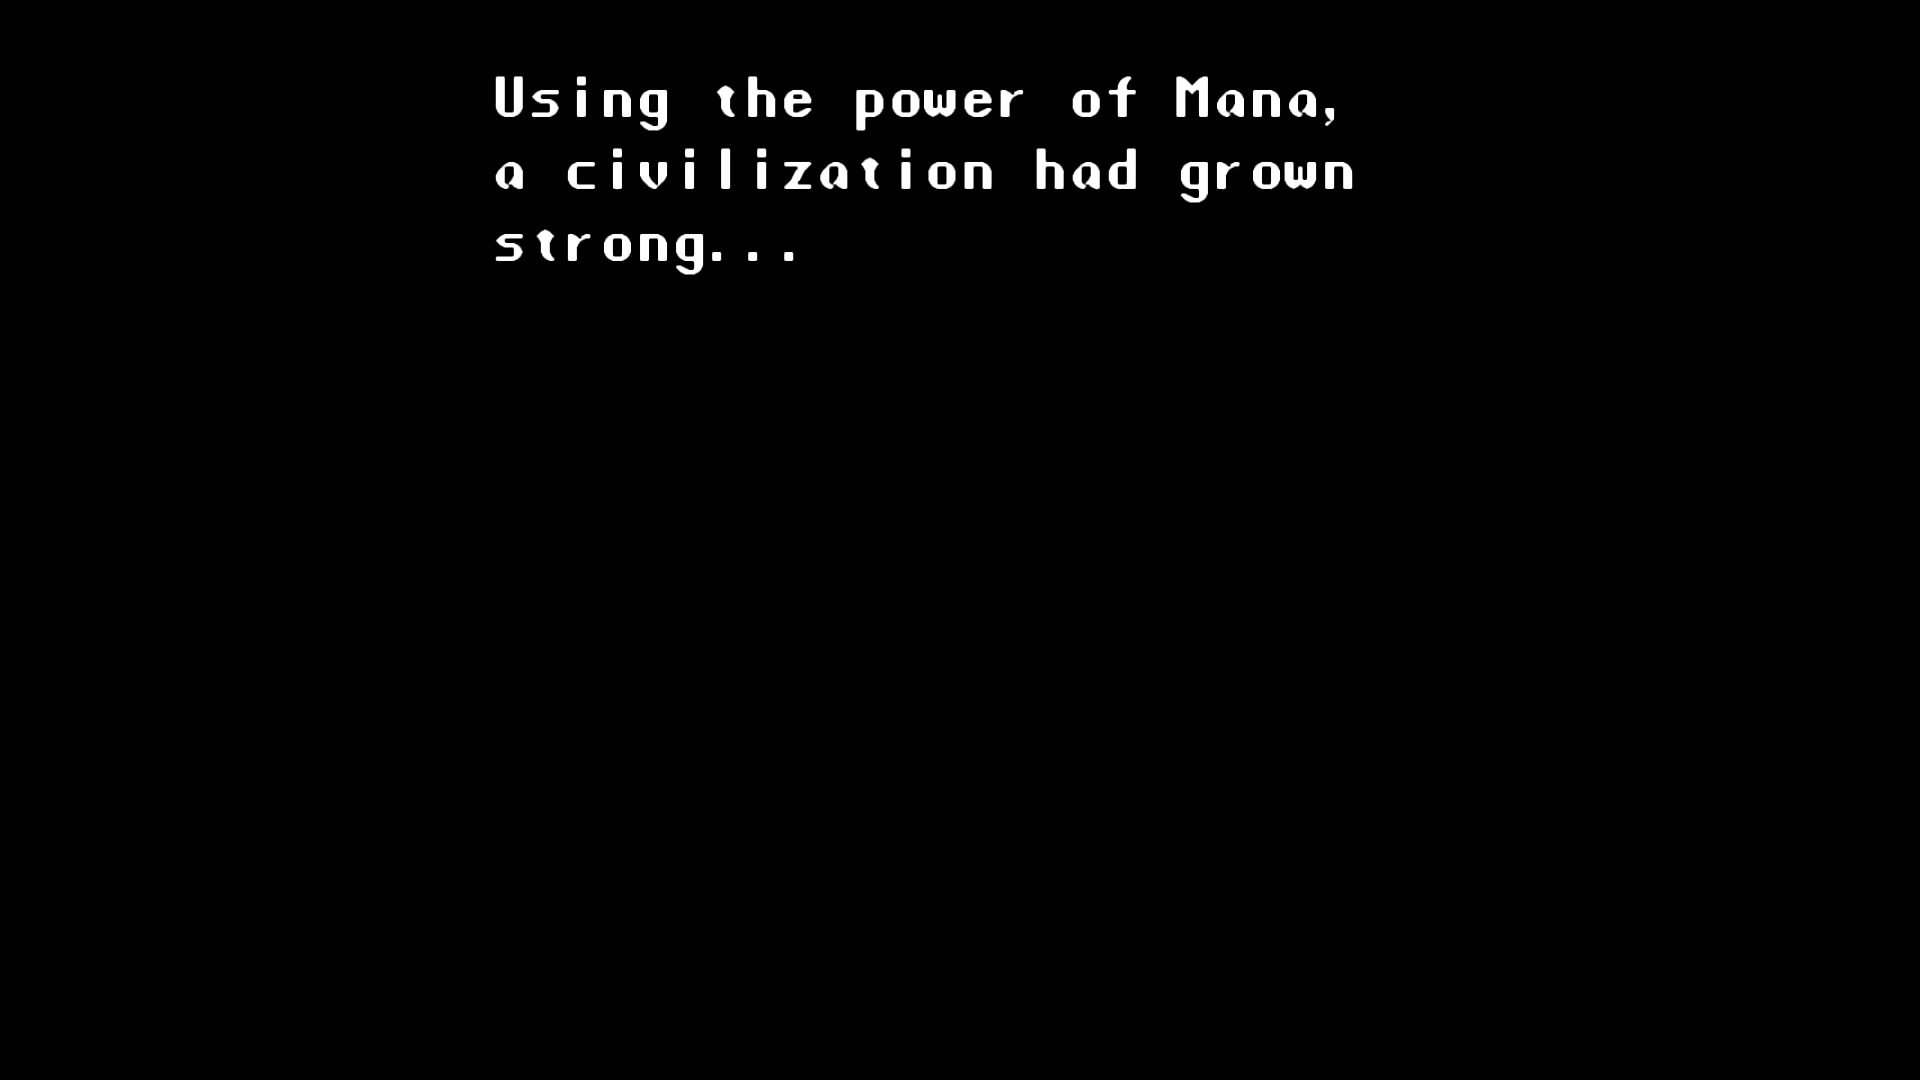 Using the power of Mana,
a civilization had grown
strong...